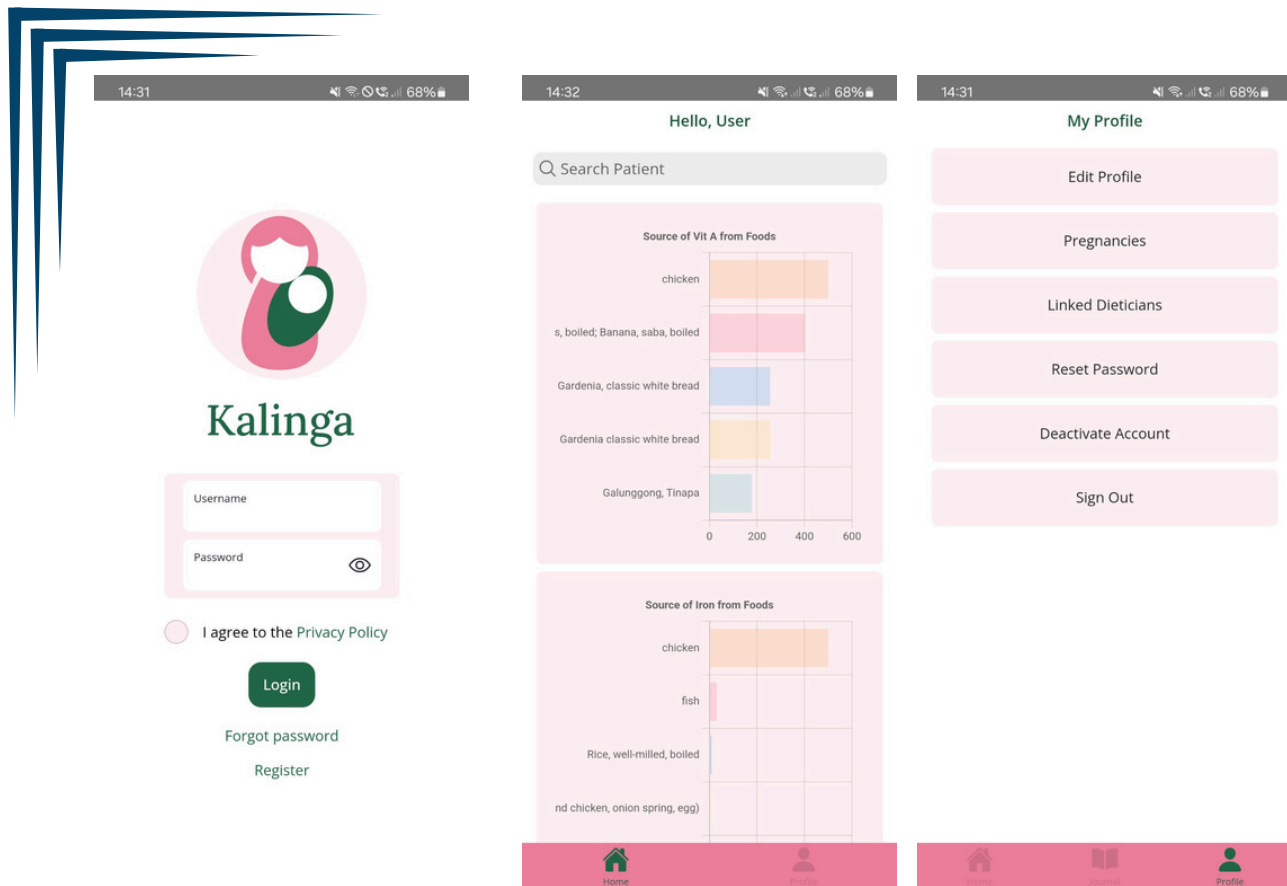 14:31
68%
Kalinga
Username
Password
I agree to the Privacy Policy
Login
Forgot password
Register
14:32
68%
Hello, User
Search Patient
Source of Vit A from Foods
chicken
s, boiled; Banana, saba, boiled
Gardenia, classic white bread
Gardenia classic white bread
Galunggong, Tinapa
0 200 400 600
Source of Iron from Foods
chicken
fish
Rice, well-milled, boiled
nd chicken, onion spring, egg)
Home Profile
14:31
68%
My Profile
Edit Profile
Pregnancies
Linked Dieticians
Reset Password
Deactivate Account
Sign Out
Home Journal Profile